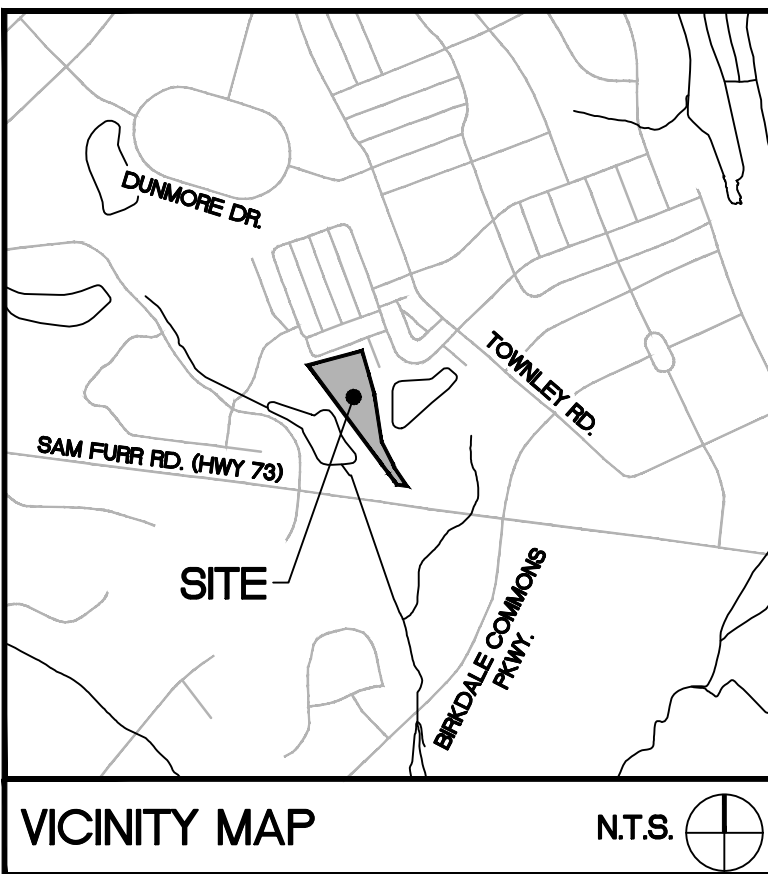 DUNMORE DR.
TOWNLEY RD.
SAM FURR RD. (HWY 73)
SITE
BIRKDALE COMMONS
PKWY.
VICINITY MAP
N.T.S.